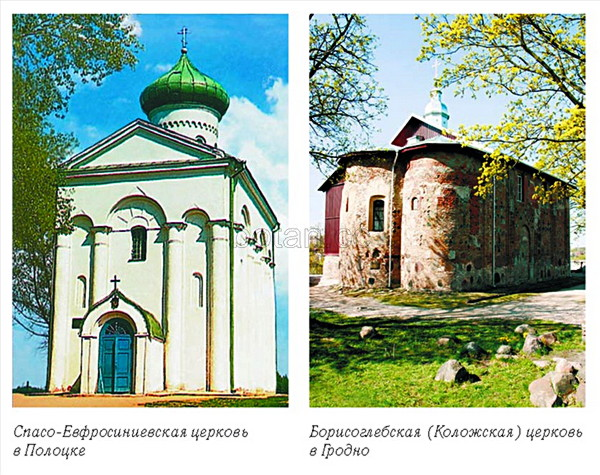 Спасо-Евфросиниевская церковь
в Полоцке
Борисоглебская (Коложская) церковь
в Гродно